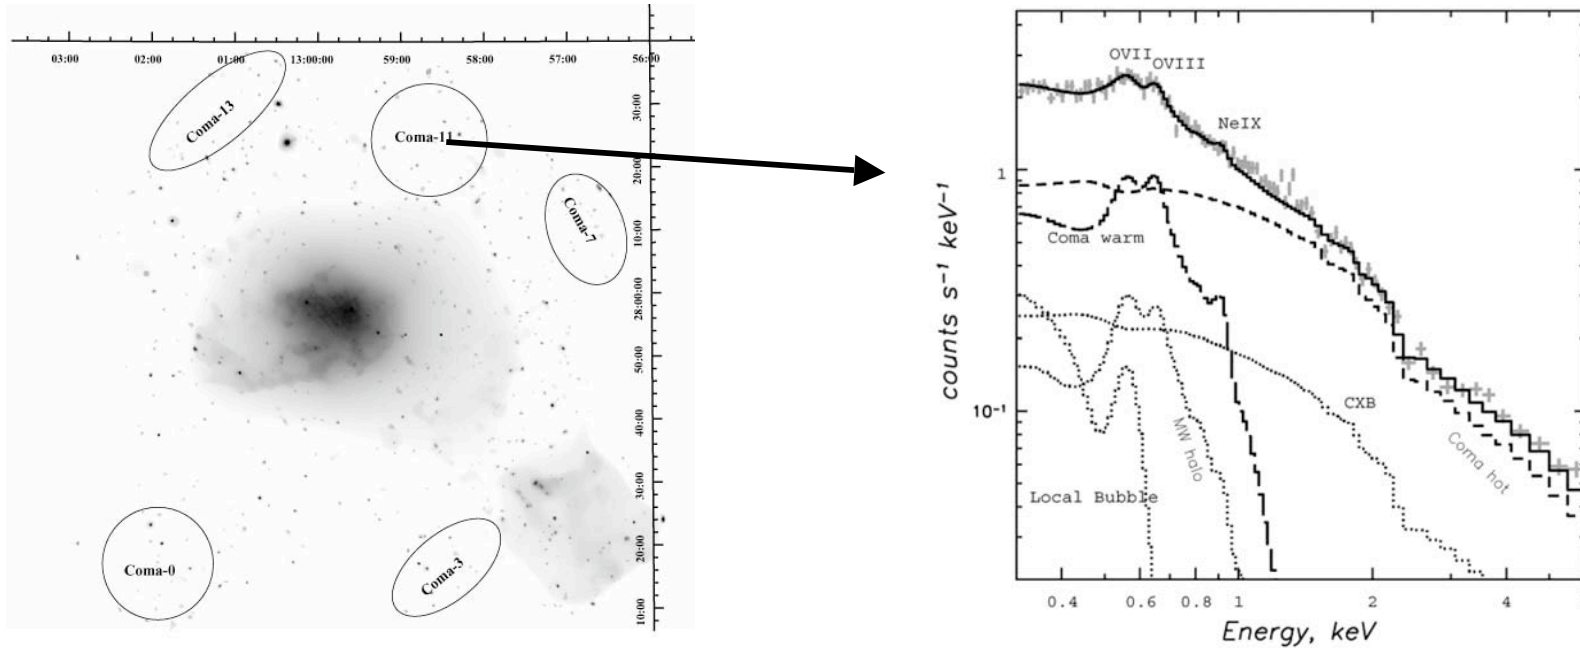 03:00 02:00 01:00 13:00:00 59:00 58:00 57:00 56:00
Coma-13
Coma-11
Coma-7
Coma-0
Coma-3
30:00
20:00
10:00
28:00:00
50:00
40:00
30:00
20:00
10:00
OVII
OVIII
NeIX
Coma warm
CXB
MW halo
Local Bubble
Coma hot
counts s⁻¹ keV⁻¹
1
10⁻¹
0.4 0.6 0.8 1 2 4
Energy, keV